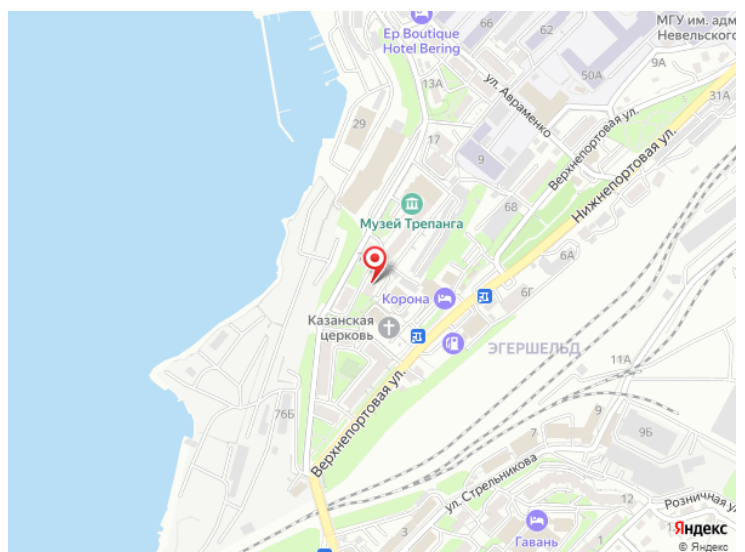 МГУ им. адм
Невельского
66
62
Ep Boutique
Hotel Bering
9А
50А
13А
31А
ул. Авраменко
Верхнепортовая ул.
29
17
9
Нижнепортовая ул.
Музей Трепанга
68
6А
6Г
Корона
Казанская
церковь
ЭГЕРШЕЛЬД
11А
Верхнепортовая ул.
76Б
9
7
9Б
ул. Стрельникова
12
Розничная ул
3
Гавань
Яндекс
© Яндекс